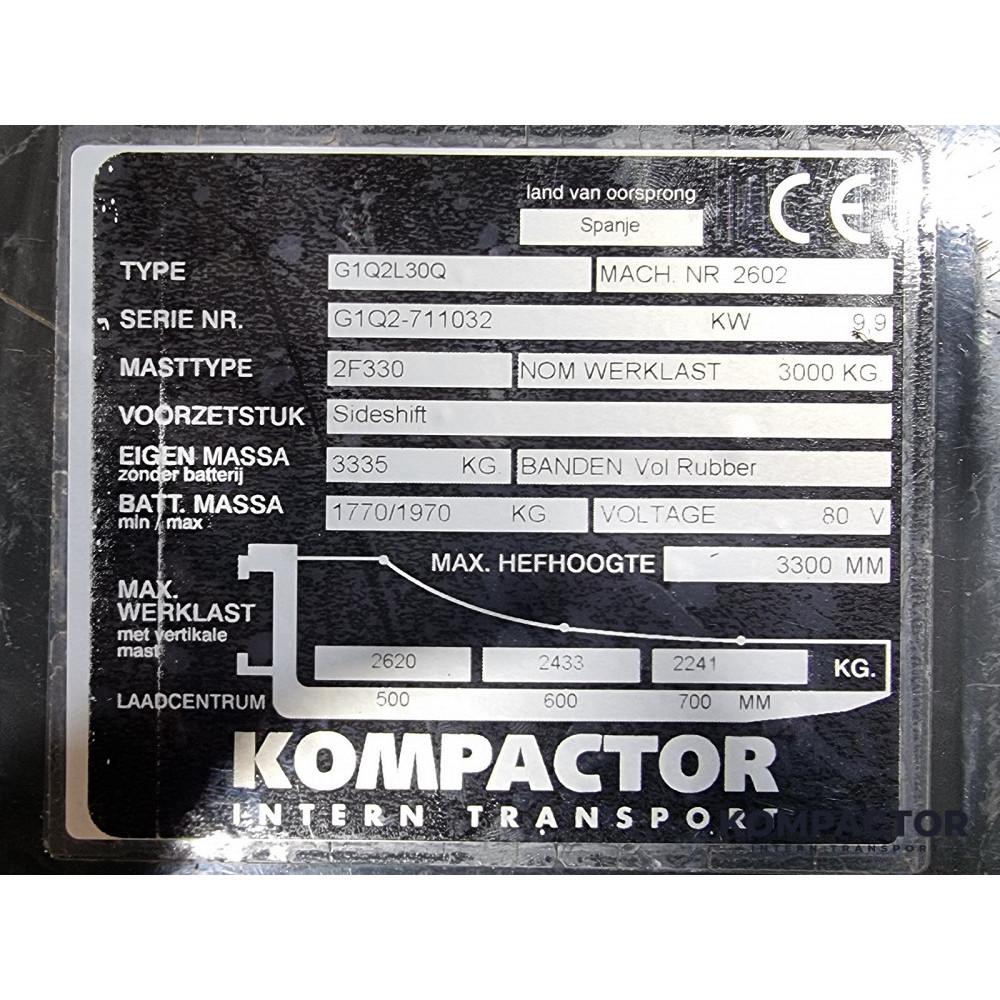 land van oorsprong
Spanje
CE
TYPE G1Q2L30Q MACH. NR 2602
SERIE NR. G1Q2-711032 KW 9,9
MASTTYPE 2F330 NOM WERKLAST 3000 KG.
VOORZETSTUK Sideshift
EIGEN MASSA 3335 KG. BANDEN Vol Rubber
zonder batterij
BATT. MASSA 1770/1970 KG VOLTAGE 80 V
min / max
MAX. HEFHOOGTE 3300 MM
MAX.
WERKLAST
met vertikale
mast
2620 2433 2241 KG.
LAADCENTRUM 500 600 700 MM
KOMPACTOR
INTERN TRANSPORT
KOMPACTOR
INTERN TRANSPOR